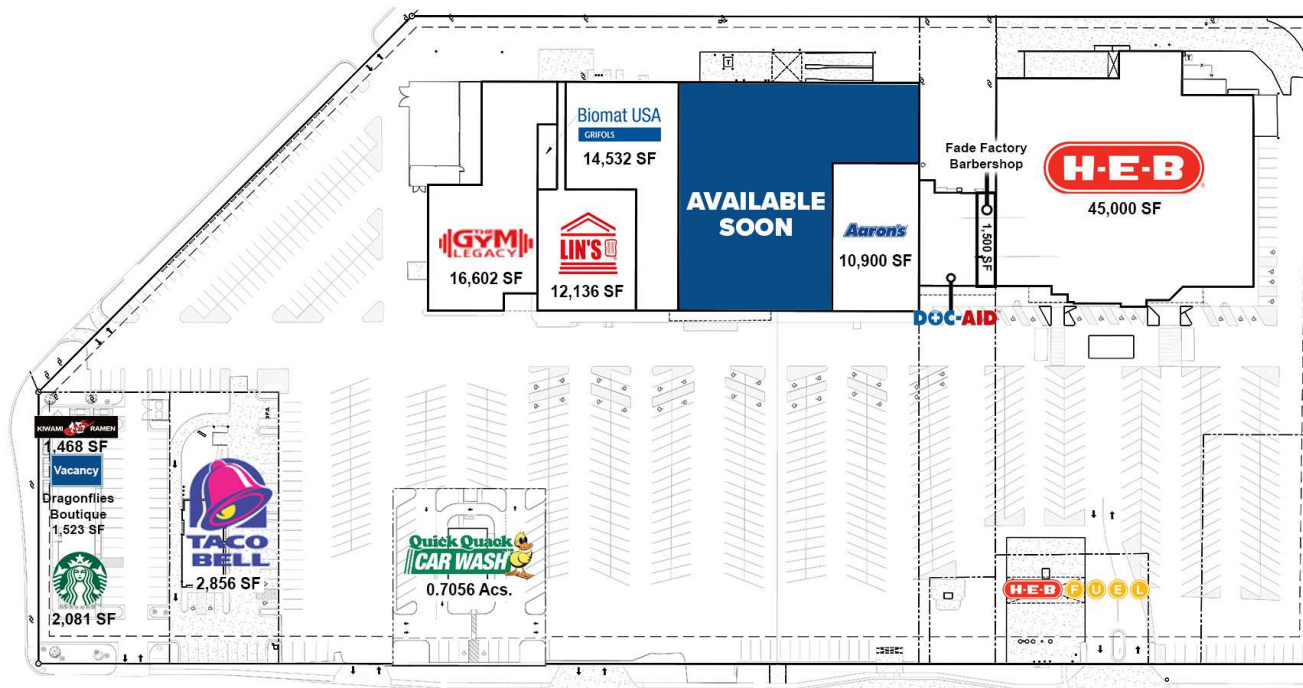 Biomat USA
GRIFOLS
14,532 SF
THE
GYM
LEGACY
16,602 SF
LIN'S
12,136 SF
AVAILABLE
SOON
Aaron's
10,900 SF
Fade Factory
Barbershop
1,500 SF
DOC-AID
H-E-B
45,000 SF
T
T
KIWAMI RAMEN
1,468 SF
Vacancy
Dragonflies
Boutique
1,523 SF
2,081 SF
TACO
BELL
2,856 SF
Quick Quack
CAR WASH
0.7056 Acs.
H-E-B FUEL